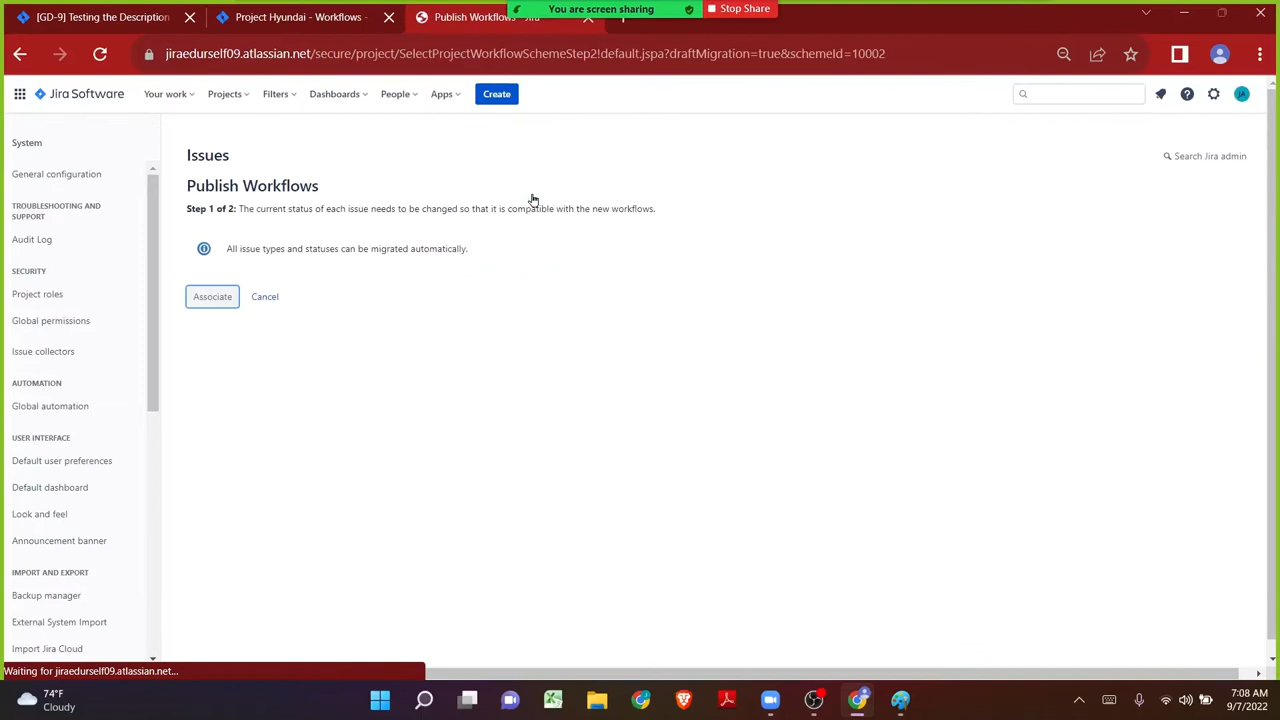 You are screen sharing
Stop Share
[GD-9] Testing the Description
Project Hyundai - Workflows -
Publish Workflows - Jira
jiraedurself09.atlassian.net/secure/project/SelectProjectWorkflowSchemeStep2!default.jspa?draftMigration=true&schemeId=10002
Jira Software
Your work
Projects
Filters
Dashboards
People
Apps
Create
JA
System
General configuration
TROUBLESHOOTING AND
SUPPORT
Audit Log
SECURITY
Project roles
Global permissions
Issue collectors
AUTOMATION
Global automation
USER INTERFACE
Default user preferences
Default dashboard
Look and feel
Announcement banner
IMPORT AND EXPORT
Backup manager
External System Import
Import Jira Cloud
Issues
Search Jira admin
Publish Workflows
Step 1 of 2: The current status of each issue needs to be changed so that it is compatible with the new workflows.
All issue types and statuses can be migrated automatically.
Associate
Cancel
Waiting for jiraedurself09.atlassian.net...
74°F
Cloudy
7:08 AM
9/7/2022